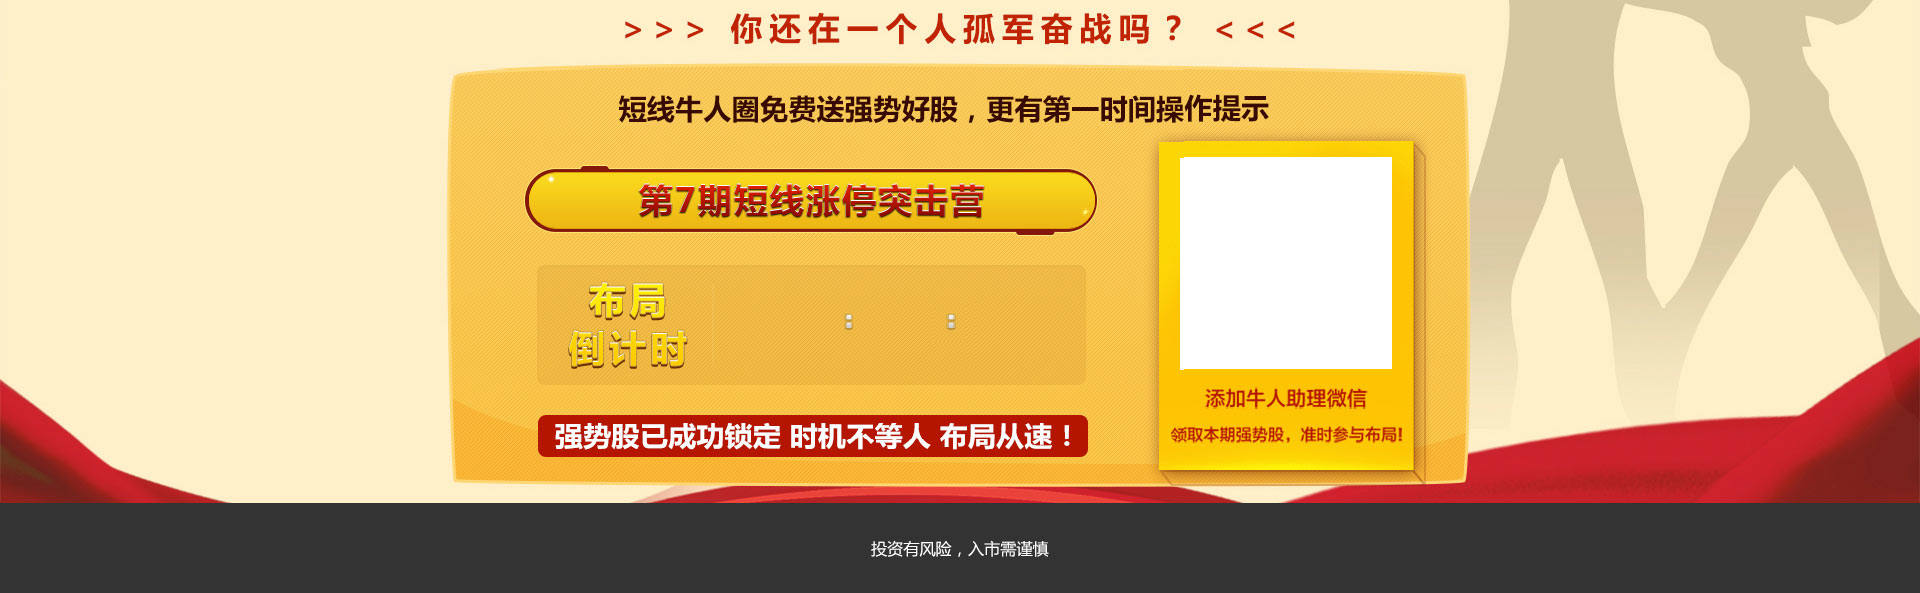 >>> 你还在一个人孤军奋战吗？ <<<
短线牛人圈免费送强势好股，更有第一时间操作提示
第7期短线涨停突击营
布局
倒计时
: :
强势股已成功锁定 时机不等人 布局从速！
添加牛人助理微信
领取本期强势股，准时参与布局!
投资有风险，入市需谨慎